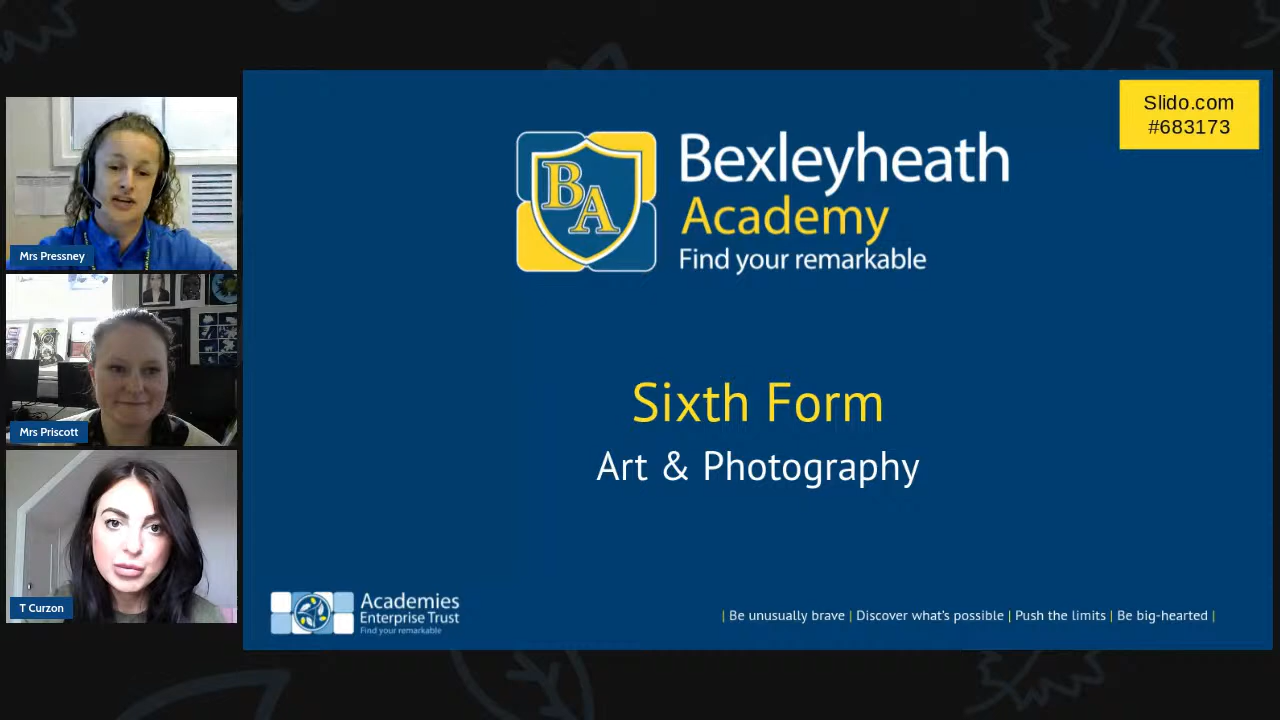 Slido.com
#683173
BA
Bexleyheath
Academy
Find your remarkable
Mrs Pressney
Mrs Priscott
T Curzon
Sixth Form
Art & Photography
Academies
Enterprise Trust
Find your remarkable
| Be unusually brave | Discover what's possible | Push the limits | Be big-hearted |